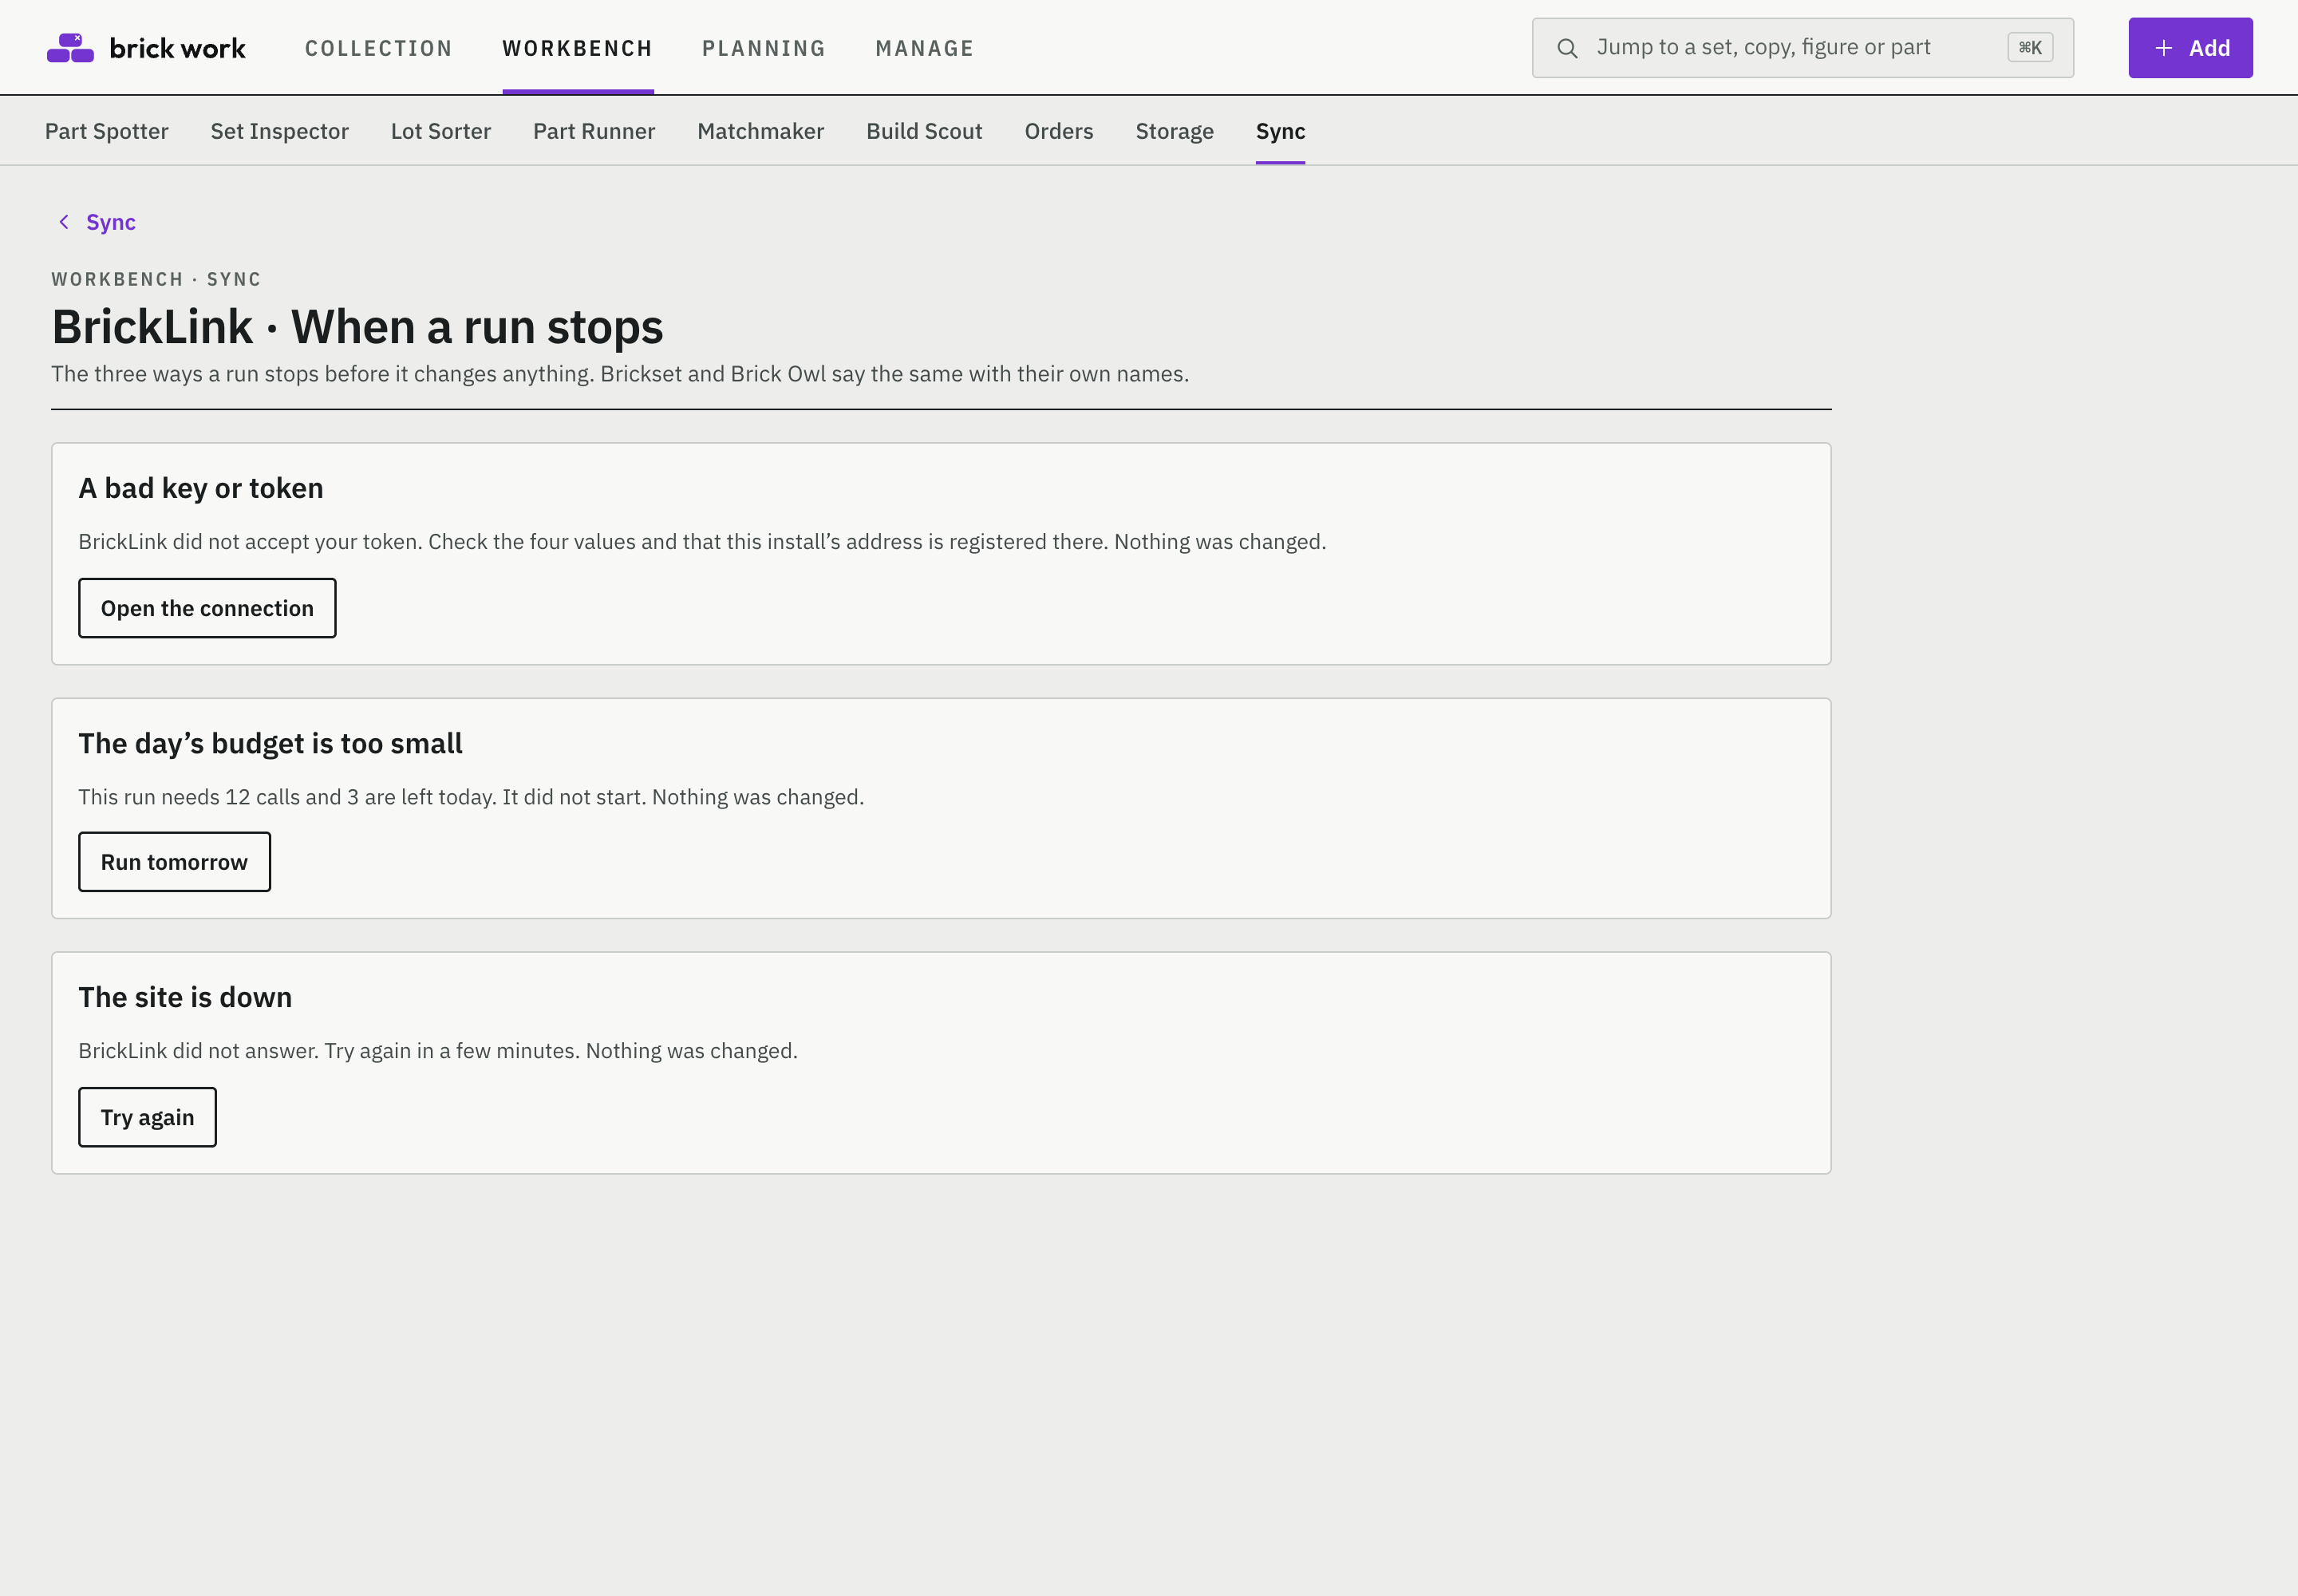 brick work
COLLECTION
WORKBENCH
PLANNING
MANAGE
Jump to a set, copy, figure or part
⌘K
Add
Part Spotter
Set Inspector
Lot Sorter
Part Runner
Matchmaker
Build Scout
Orders
Storage
Sync
Sync
WORKBENCH · SYNC
BrickLink · When a run stops
The three ways a run stops before it changes anything. Brickset and Brick Owl say the same with their own names.
A bad key or token
BrickLink did not accept your token. Check the four values and that this install’s address is registered there. Nothing was changed.
Open the connection
The day’s budget is too small
This run needs 12 calls and 3 are left today. It did not start. Nothing was changed.
Run tomorrow
The site is down
BrickLink did not answer. Try again in a few minutes. Nothing was changed.
Try again